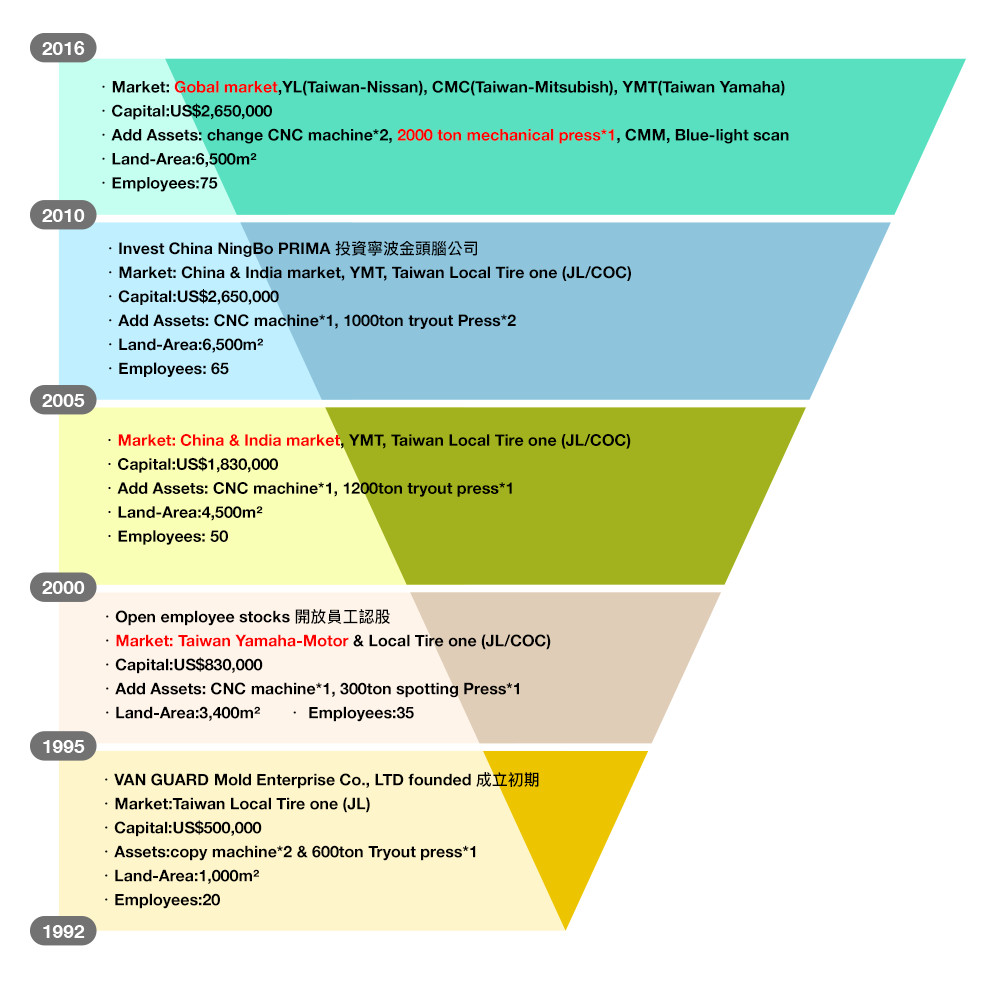 2016
· Market: Gobal market,YL(Taiwan-Nissan), CMC(Taiwan-Mitsubish), YMT(Taiwan Yamaha)
· Capital:US$2,650,000
· Add Assets: change CNC machine*2, 2000 ton mechanical press*1, CMM, Blue-light scan
· Land-Area:6,500m²
· Employees:75
2010
· Invest China NingBo PRIMA 投資寧波金頭腦公司
· Market: China & India market, YMT, Taiwan Local Tire one (JL/COC)
· Capital:US$2,650,000
· Add Assets: CNC machine*1, 1000ton tryout Press*2
· Land-Area:6,500m²
· Employees: 65
2005
· Market: China & India market, YMT, Taiwan Local Tire one (JL/COC)
· Capital:US$1,830,000
· Add Assets: CNC machine*1, 1200ton tryout press*1
· Land-Area:4,500m²
· Employees: 50
2000
· Open employee stocks 開放員工認股
· Market: Taiwan Yamaha-Motor & Local Tire one (JL/COC)
· Capital:US$830,000
· Add Assets: CNC machine*1, 300ton spotting Press*1
· Land-Area:3,400m² · Employees:35
1995
· VAN GUARD Mold Enterprise Co., LTD founded 成立初期
· Market:Taiwan Local Tire one (JL)
· Capital:US$500,000
· Assets:copy machine*2 & 600ton Tryout press*1
· Land-Area:1,000m²
· Employees:20
1992